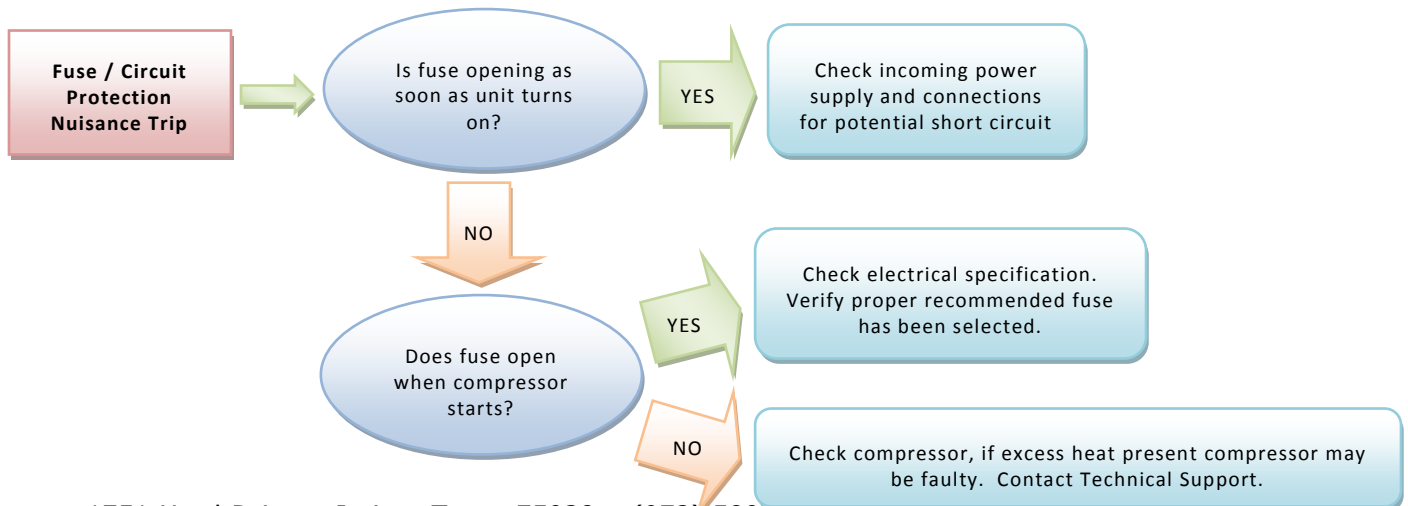 Fuse / Circuit
Protection
Nuisance Trip
Is fuse opening as
soon as unit turns
on?
YES
Check incoming power
supply and connections
for potential short circuit
NO
Does fuse open
when compressor
starts?
YES
Check electrical specification.
Verify proper recommended fuse
has been selected.
NO
Check compressor, if excess heat present compressor may
be faulty. Contact Technical Support.